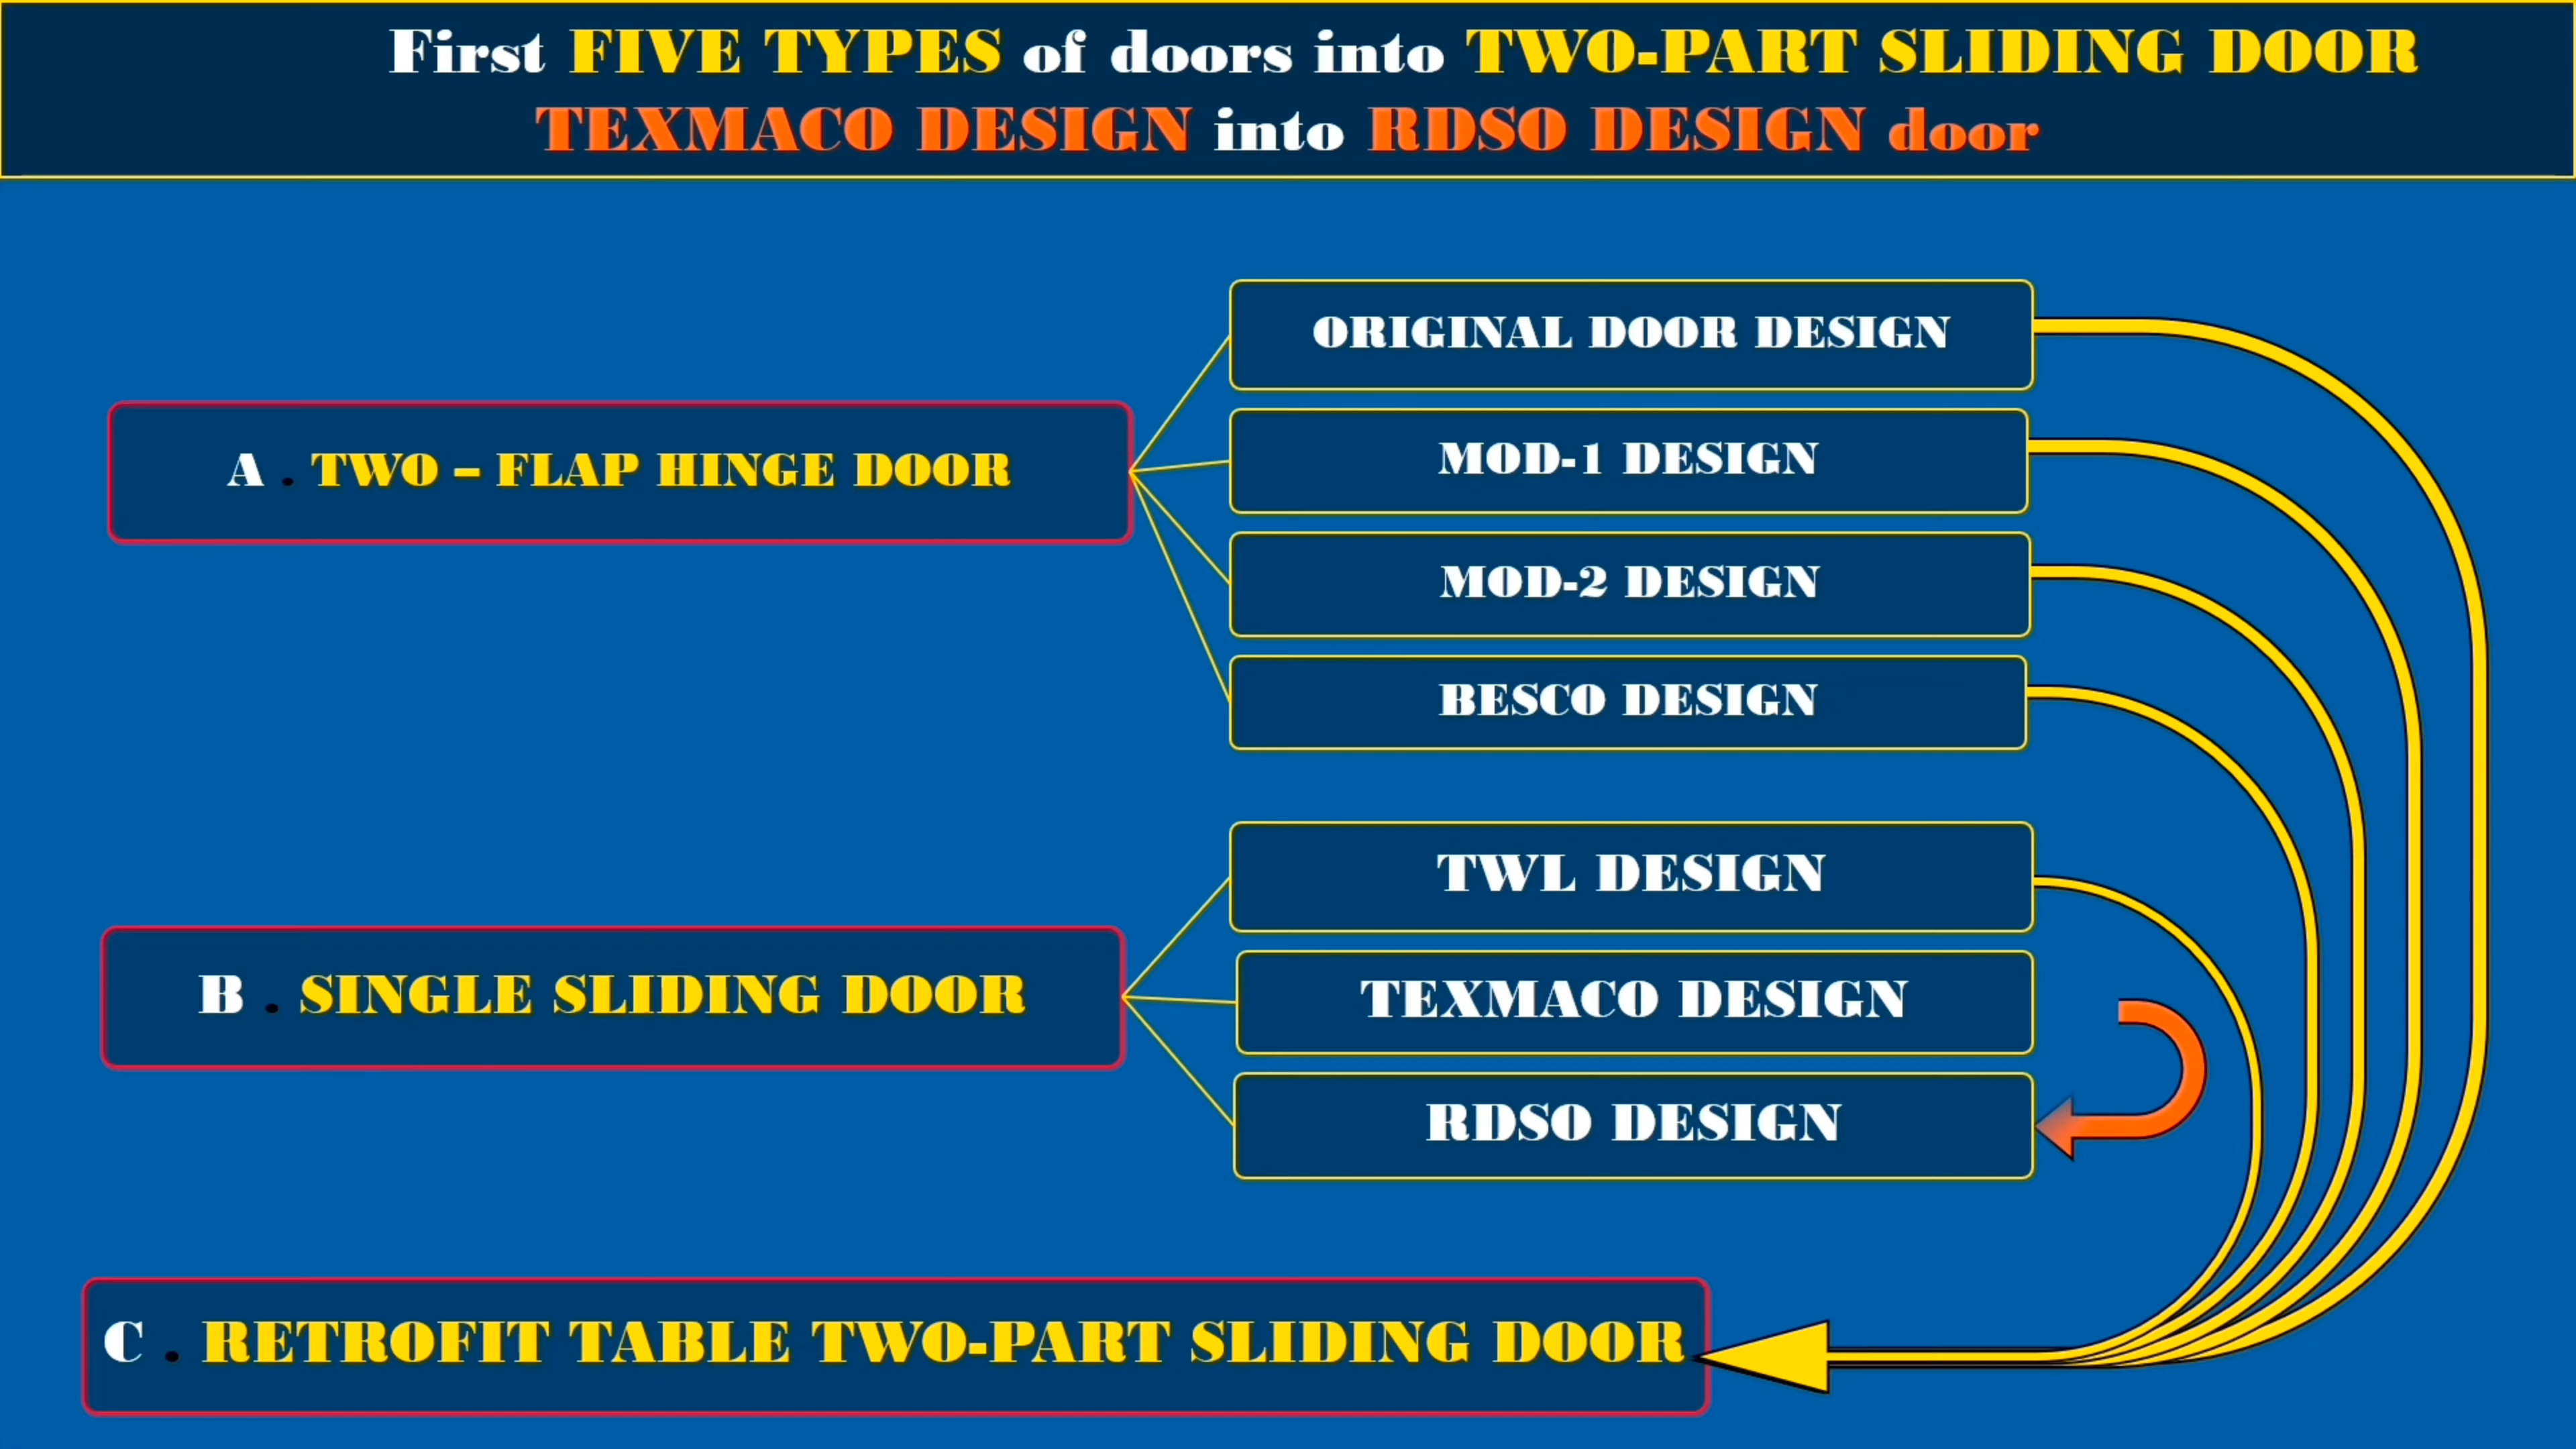 First FIVE TYPES of doors into TWO-PART SLIDING DOOR
TEXMACO DESIGN into RDSO DESIGN door
ORIGINAL DOOR DESIGN
A . TWO – FLAP HINGE DOOR
MOD-1 DESIGN
MOD-2 DESIGN
BESCO DESIGN
TWL DESIGN
B . SINGLE SLIDING DOOR
TEXMACO DESIGN
RDSO DESIGN
C . RETROFIT TABLE TWO-PART SLIDING DOOR